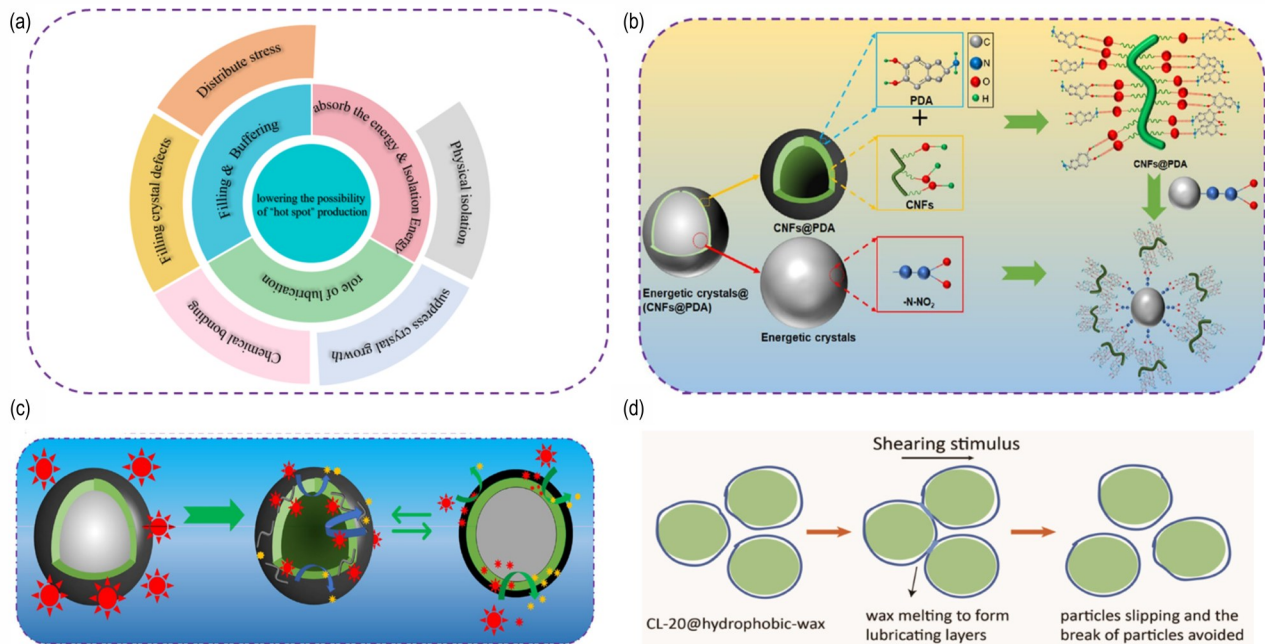 (a)
Distribute stress
Filling crystal defects
Filling & Buffering
absorb the energy & Isolation Energy
Physical isolation
lowering the possibility
of "hot spot" production
role of lubrication
Chemical bonding
suppress crystal growth
(b)
PDA
+
C
N
O
H
CNFs
CNFs@PDA
CNFs@PDA
Energetic crystals@
(CNFs@PDA)
-N-NO2
Energetic crystals
(c)
(d)
Shearing stimulus
CL-20@hydrophobic-wax
wax melting to form
lubricating layers
particles slipping and the
break of particles avoided